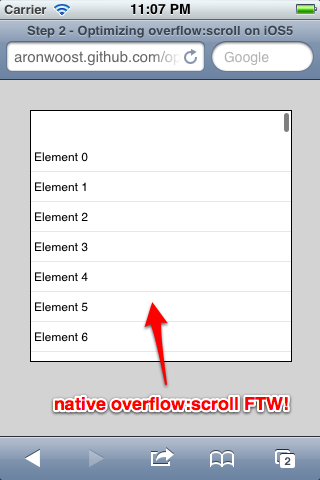 Carrier 11:07 PM
Step 2 - Optimizing overflow:scroll on iOS5
aronwoost.github.com/op Google
Element 0
Element 1
Element 2
Element 3
Element 4
Element 5
Element 6
native overflow:scroll FTW!
2